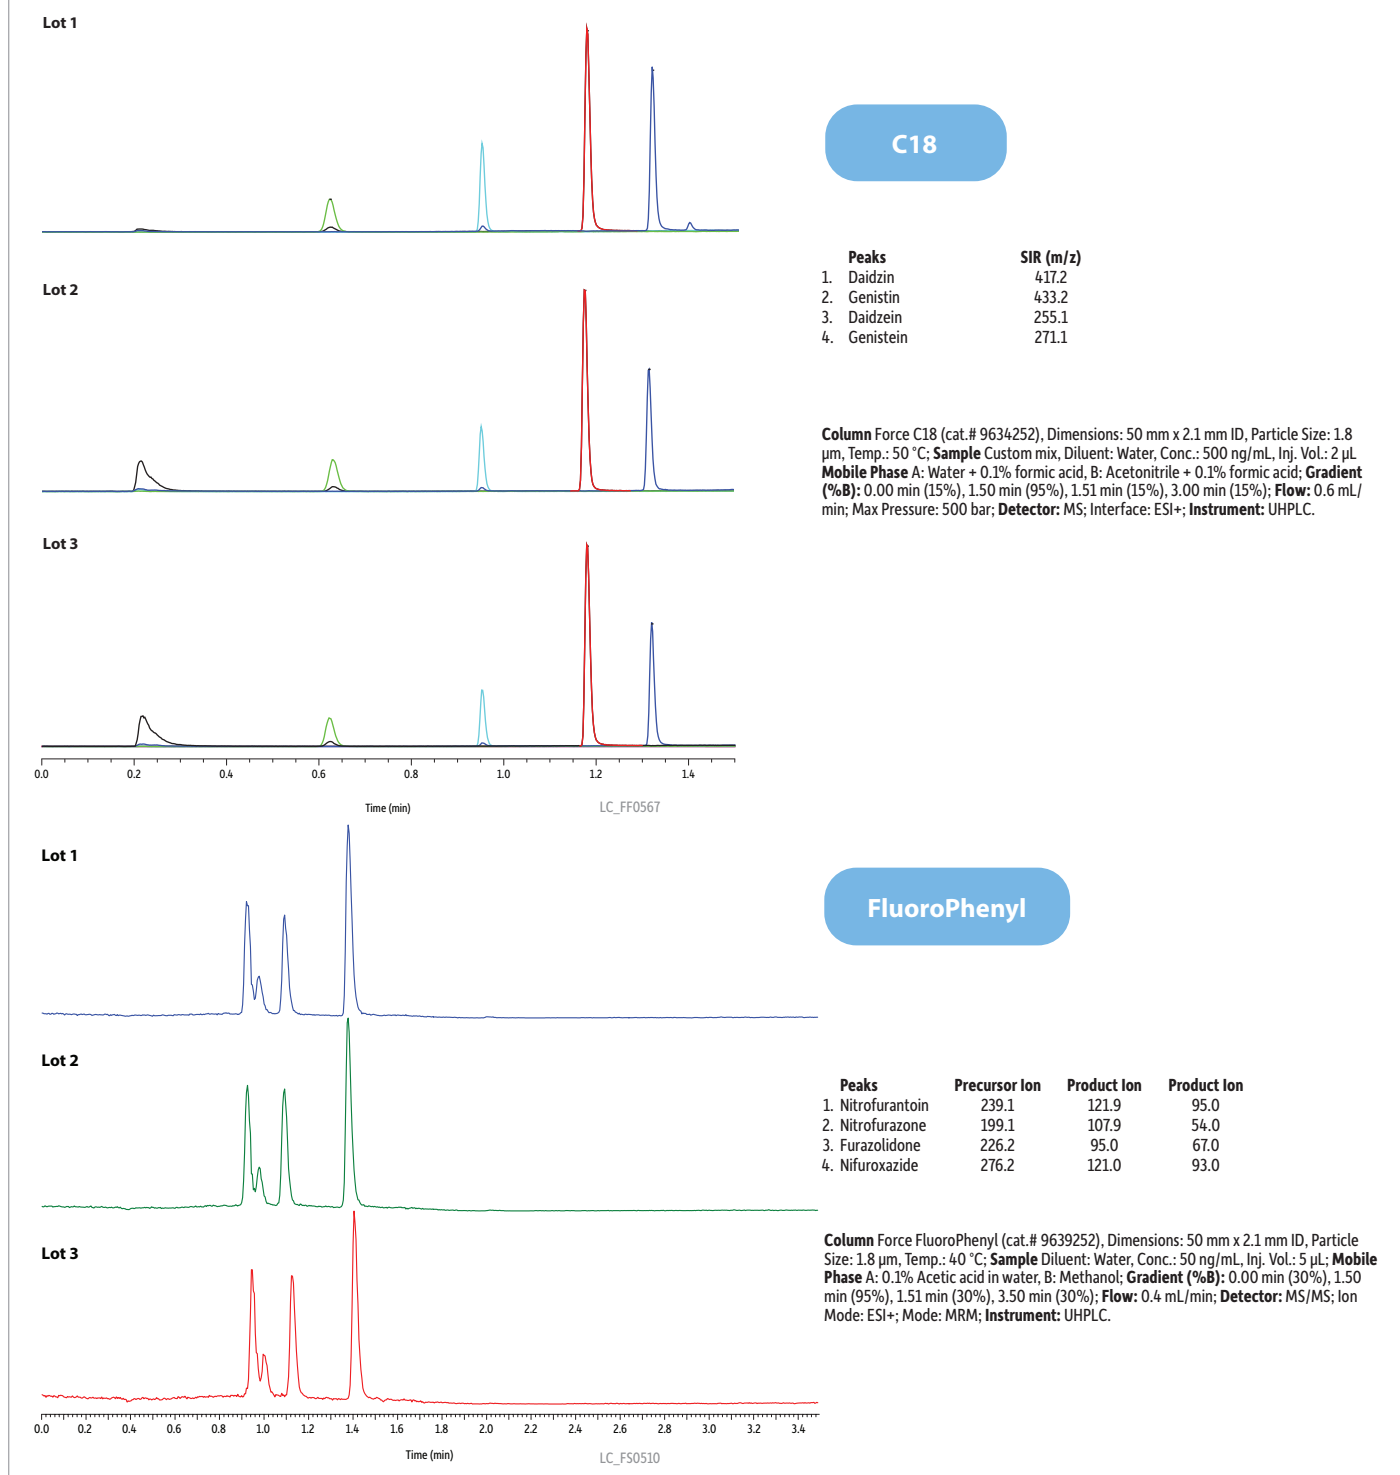 Lot 1
C18
Peaks SIR (m/z)
1. Daidzin 417.2
2. Genistin 433.2
3. Daidzein 255.1
4. Genistein 271.1
Lot 2
Column Force C18 (cat.# 9634252), Dimensions: 50 mm x 2.1 mm ID, Particle Size: 1.8
µm, Temp.: 50 °C; Sample Custom mix, Diluent: Water, Conc.: 500 ng/mL, Inj. Vol.: 2 µL
Mobile Phase A: Water + 0.1% formic acid, B: Acetonitrile + 0.1% formic acid; Gradient
(%B): 0.00 min (15%), 1.50 min (95%), 1.51 min (15%), 3.00 min (15%); Flow: 0.6 mL/
min; Max Pressure: 500 bar; Detector: MS; Interface: ESI+; Instrument: UHPLC.
Lot 3
0.0 0.2 0.4 0.6 0.8 1.0 1.2 1.4
Time (min)
LC_FF0567
Lot 1
FluoroPhenyl
Lot 2
Peaks Precursor Ion Product Ion Product Ion
1. Nitrofurantoin 239.1 121.9 95.0
2. Nitrofurazone 199.1 107.9 54.0
3. Furazolidone 226.2 95.0 67.0
4. Nifuroxazide 276.2 121.0 93.0
Lot 3
Column Force FluoroPhenyl (cat.# 9639252), Dimensions: 50 mm x 2.1 mm ID, Particle
Size: 1.8 µm, Temp.: 40 °C; Sample Diluent: Water, Conc.: 50 ng/mL, Inj. Vol.: 5 µL; Mobile
Phase A: 0.1% Acetic acid in water, B: Methanol; Gradient (%B): 0.00 min (30%), 1.50
min (95%), 1.51 min (30%), 3.50 min (30%); Flow: 0.4 mL/min; Detector: MS/MS; Ion
Mode: ESI+; Mode: MRM; Instrument: UHPLC.
0.0 0.2 0.4 0.6 0.8 1.0 1.2 1.4 1.6 1.8 2.0 2.2 2.4 2.6 2.8 3.0 3.2 3.4
Time (min)
LC_FS0510